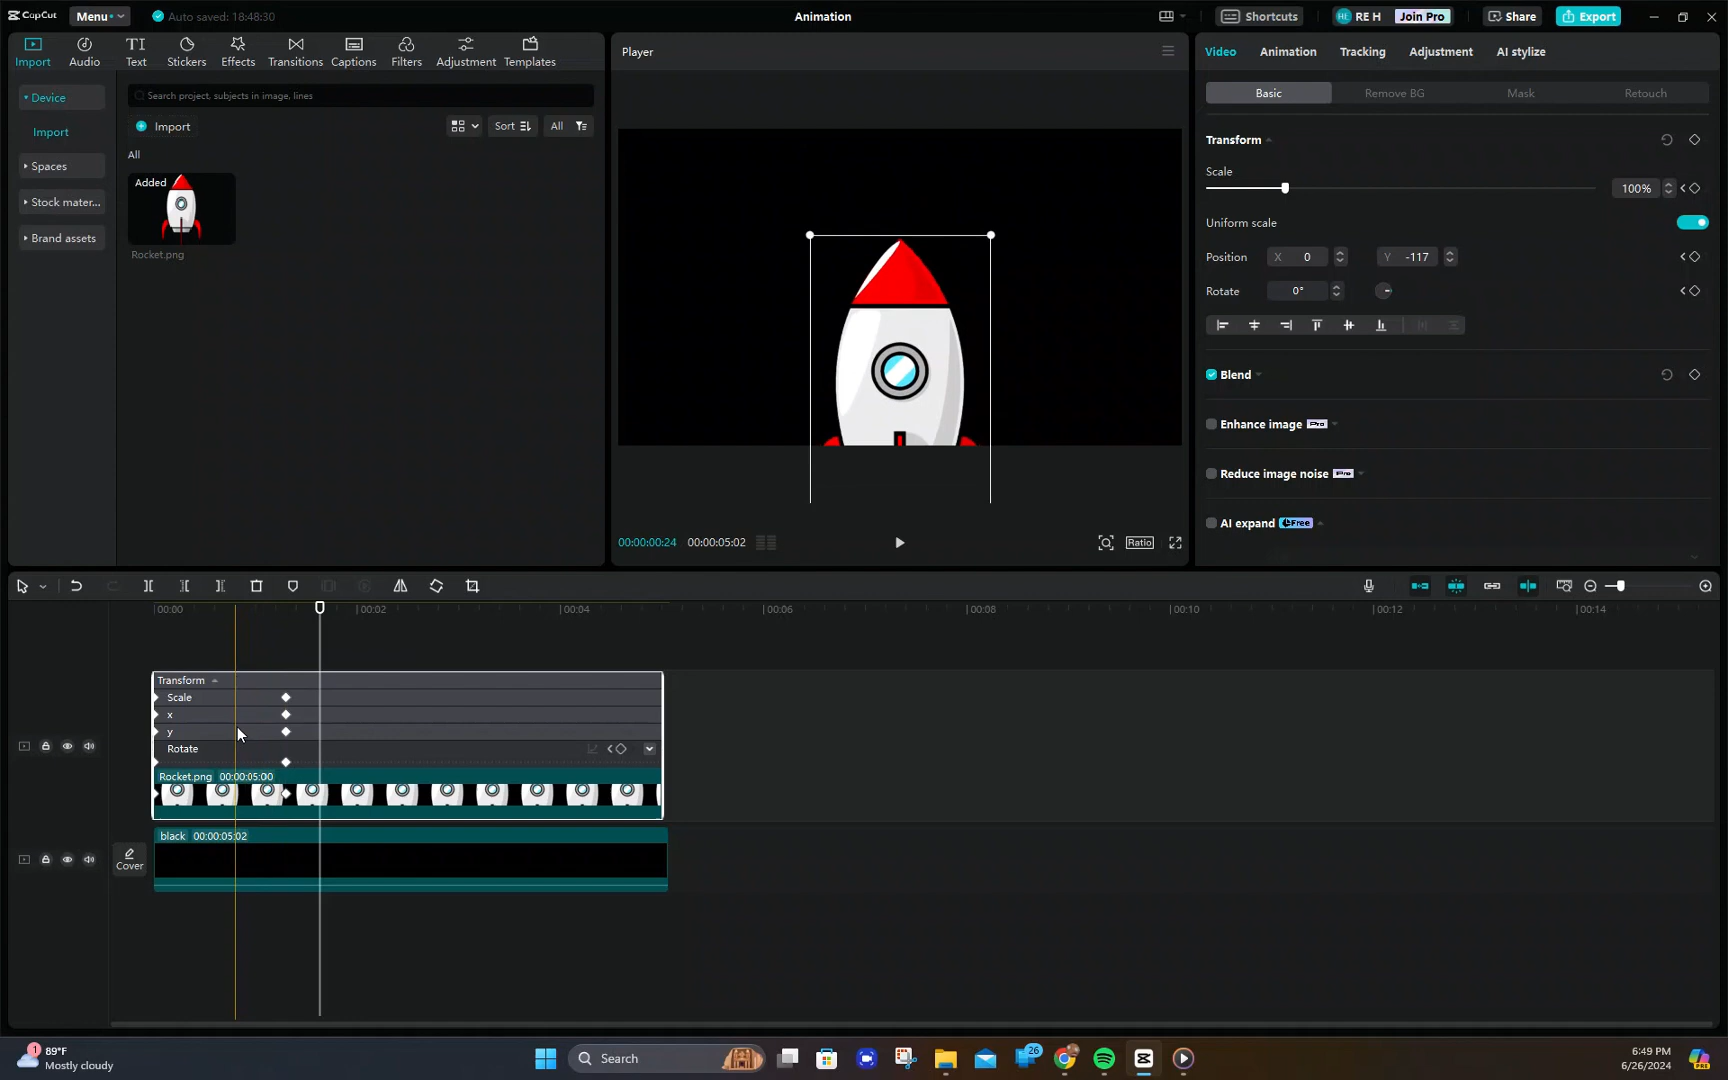 CapCut Menu Auto saved: 18:48:30 Animation Shortcuts RE RE H Join Pro Share Export
Import Audio Text Stickers Effects Transitions Captions Filters Adjustment Templates
Player
Video Animation Tracking Adjustment AI stylize
Device
Import
Spaces
Stock mater...
Brand assets
Search project, subjects in image, lines
Import Sort All
All
Added
Rocket.png
00:00:00:24 00:00:05:02 Ratio
Basic Remove BG Mask Retouch
Transform
Scale
100%
Uniform scale
Position X 0 Y -117
Rotate 0°
Blend
Enhance image Pro
Reduce image noise Pro
AI expand Free
00:00 00:02 00:04 00:06 00:08 00:10 00:12 00:14
Transform
Scale
x
y
Rotate
Rocket.png 00:00:05:00
Cover
black 00:00:05:02
1
89°F
Mostly cloudy
Search
26
6:49 PM
6/26/2024
PRE